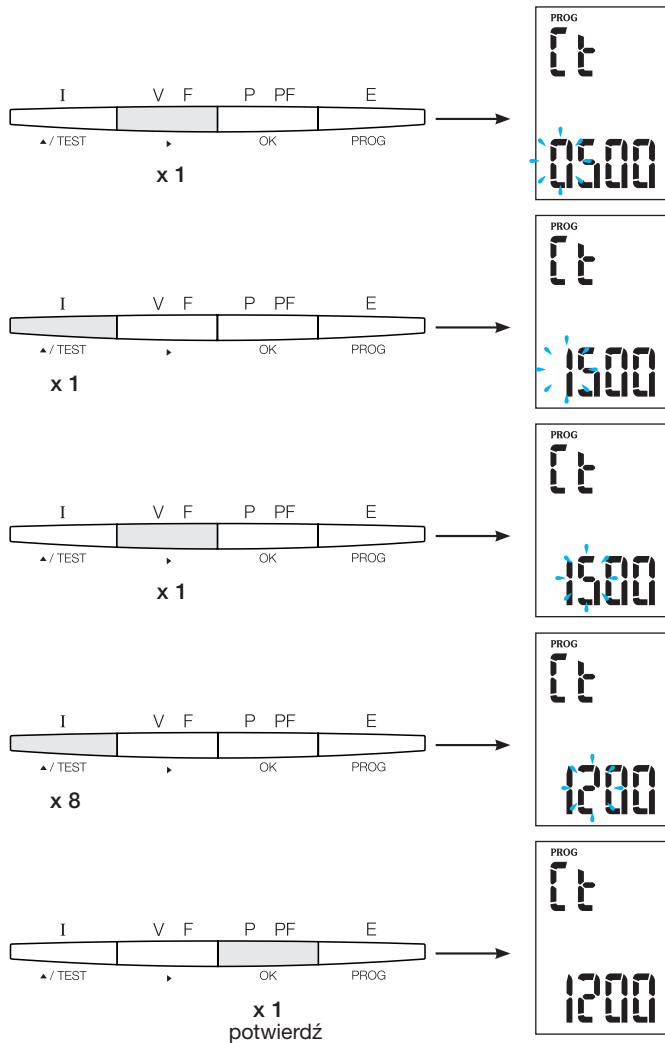 PROG
Ct
I V F P PF E
▲ / TEST ▶ OK PROG
x 1
0500
PROG
Ct
I V F P PF E
▲ / TEST ▶ OK PROG
x 1
1500
PROG
Ct
I V F P PF E
▲ / TEST ▶ OK PROG
x 1
1500
PROG
Ct
I V F P PF E
▲ / TEST ▶ OK PROG
x 8
1200
PROG
Ct
I V F P PF E
▲ / TEST ▶ OK PROG
x 1
potwierdź
1200